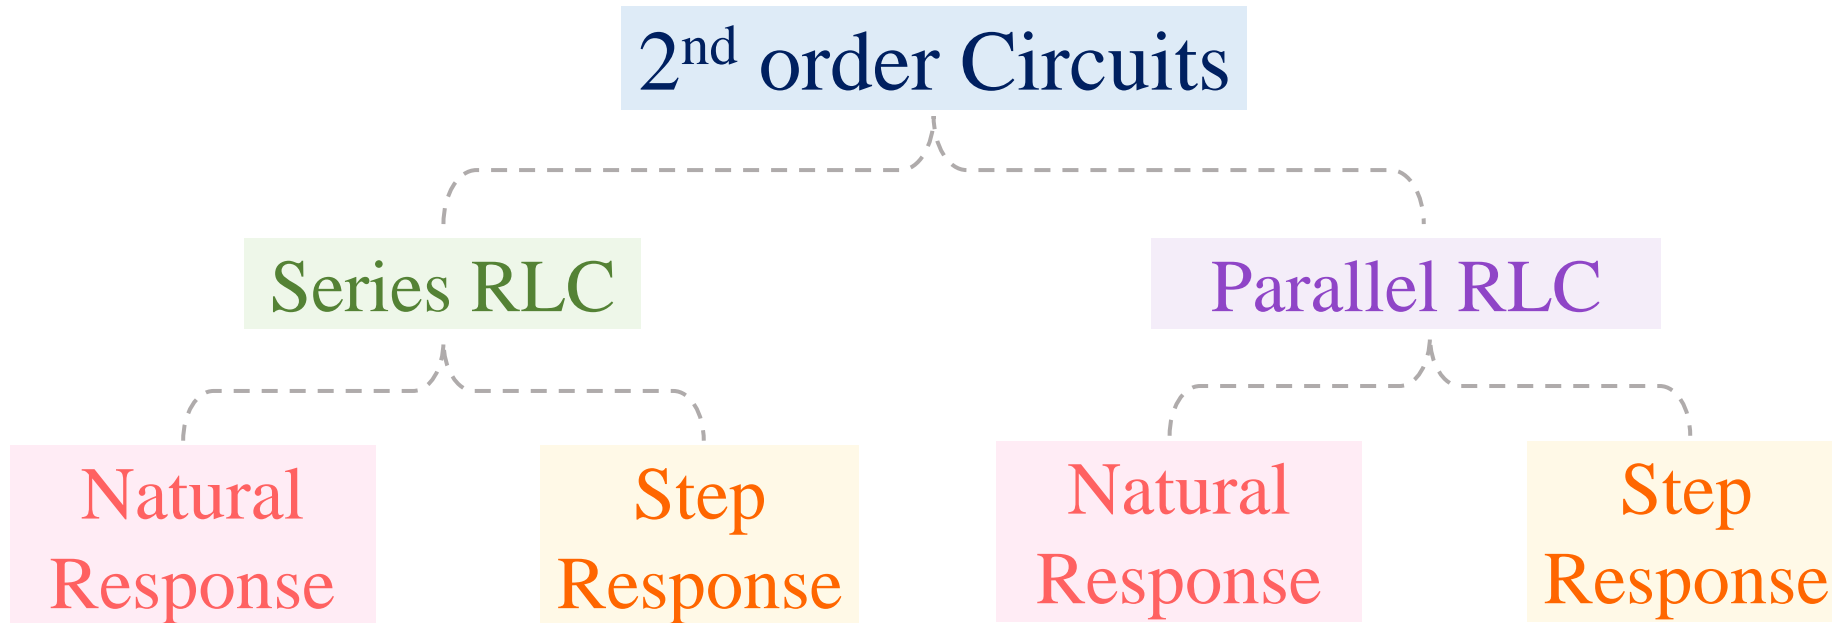 2nd order Circuits
Series RLC
Parallel RLC
Natural
Response
Step
Response
Natural
Response
Step
Response